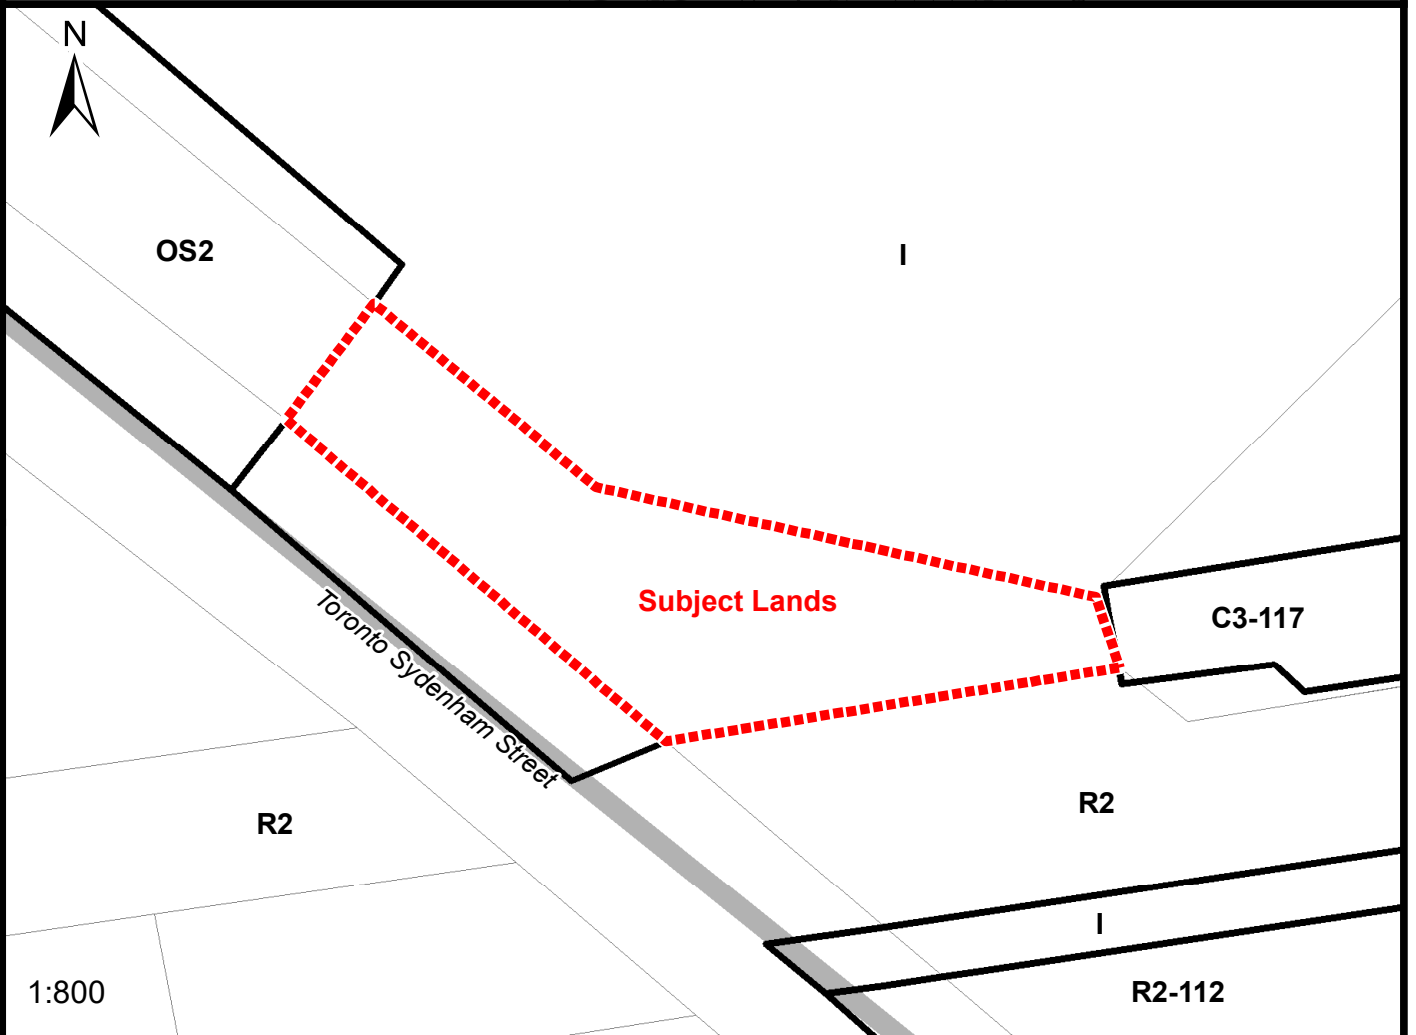 N
OS2
I
Subject Lands
C3-117
Toronto Sydenham Street
R2
R2
I
1:800
R2-112